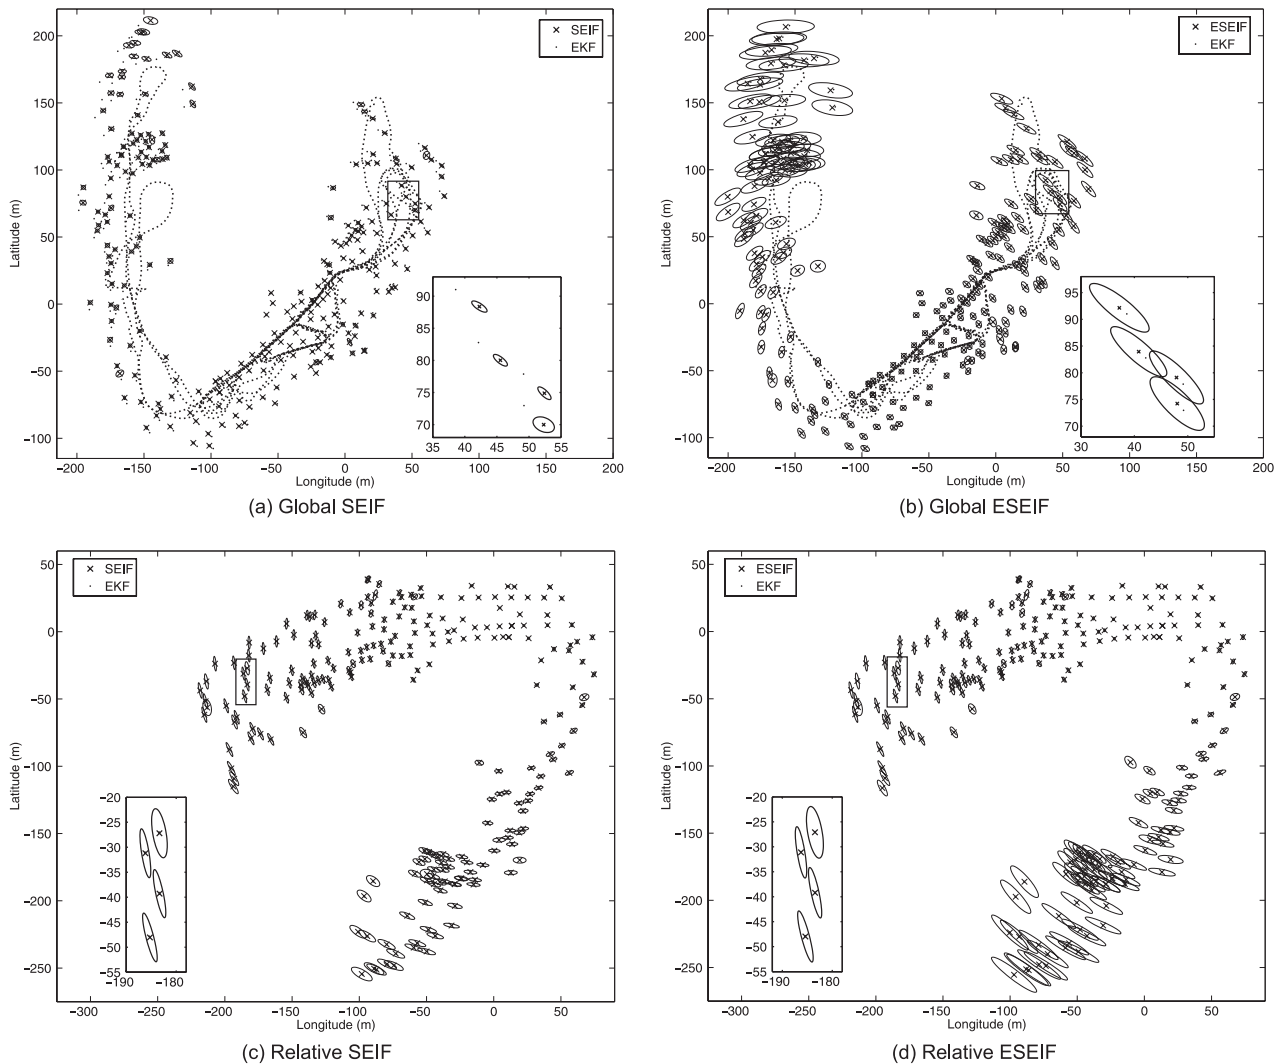 SEIF
EKF
Latitude (m)
200
150
100
50
0
−50
−100
90
85
80
75
70
35 40 45 50 55
−200 −150 −100 −50 0 50 100 150 200
Longitude (m)
(a) Global SEIF
ESEIF
EKF
Latitude (m)
200
150
100
50
0
−50
−100
95
90
85
80
75
70
30 40 50
−200 −150 −100 −50 0 50 100 150 200
Longitude (m)
(b) Global ESEIF
SEIF
EKF
Latitude (m)
50
0
−50
−100
−150
−200
−250
−20
−25
−30
−35
−40
−45
−50
−55
−190 −180
−300 −250 −200 −150 −100 −50 0 50
Longitude (m)
(c) Relative SEIF
ESEIF
EKF
Latitude (m)
50
0
−50
−100
−150
−200
−250
−20
−25
−30
−35
−40
−45
−50
−55
−190 −180
−300 −250 −200 −150 −100 −50 0 50
Longitude (m)
(d) Relative ESEIF